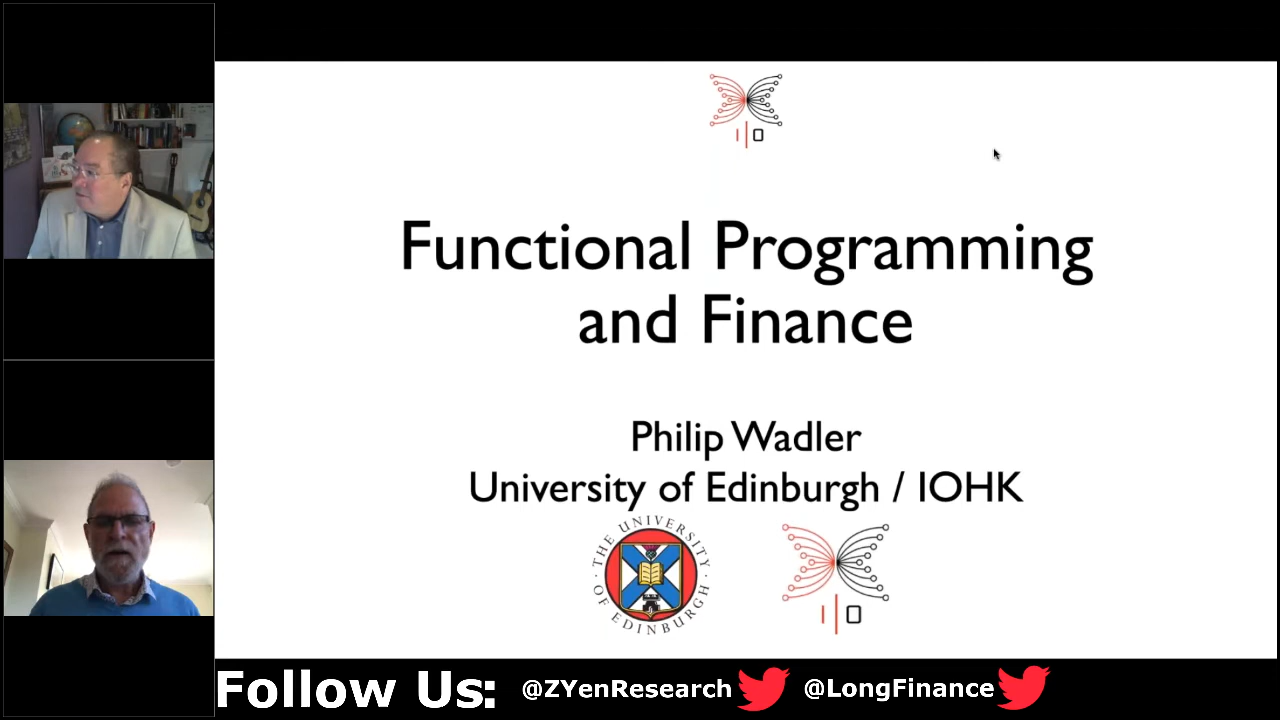 I|O
Functional Programming
and Finance
Philip Wadler
University of Edinburgh / IOHK
THE UNIVERSITY OF EDINBURGH
I|O
Follow Us: @ZYenResearch @LongFinance